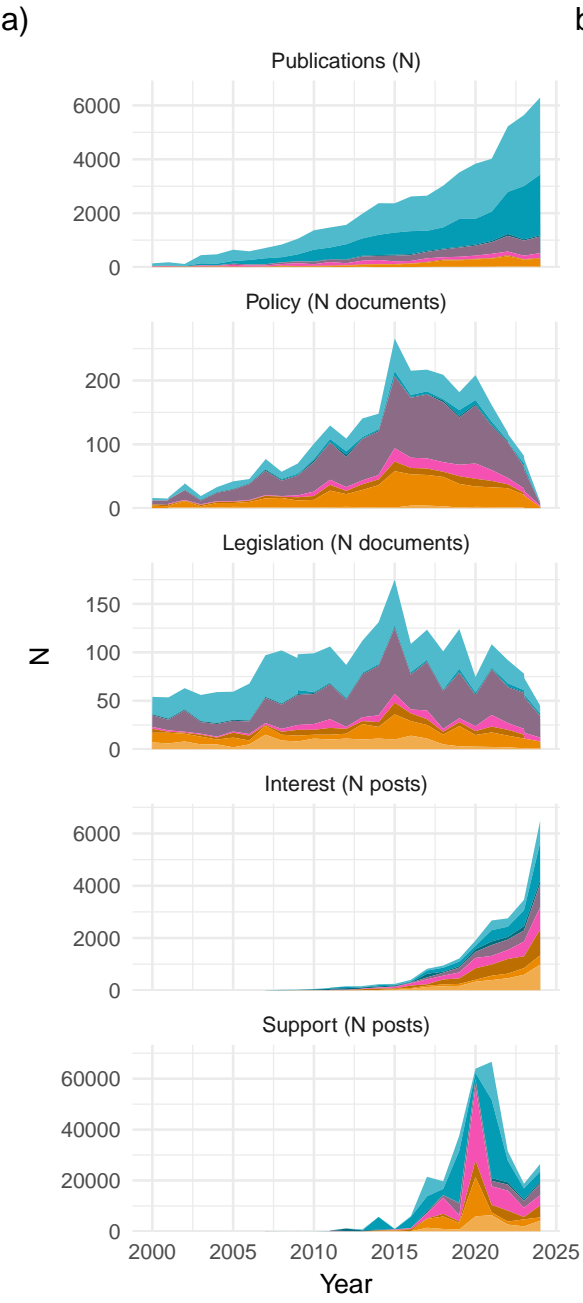 a)
b
Publications (N)
6000
4000
2000
0
Policy (N documents)
200
100
0
Legislation (N documents)
150
100
50
0
N
Interest (N posts)
6000
4000
2000
0
Support (N posts)
60000
40000
20000
0
2000 2005 2010 2015 2020 2025
Year